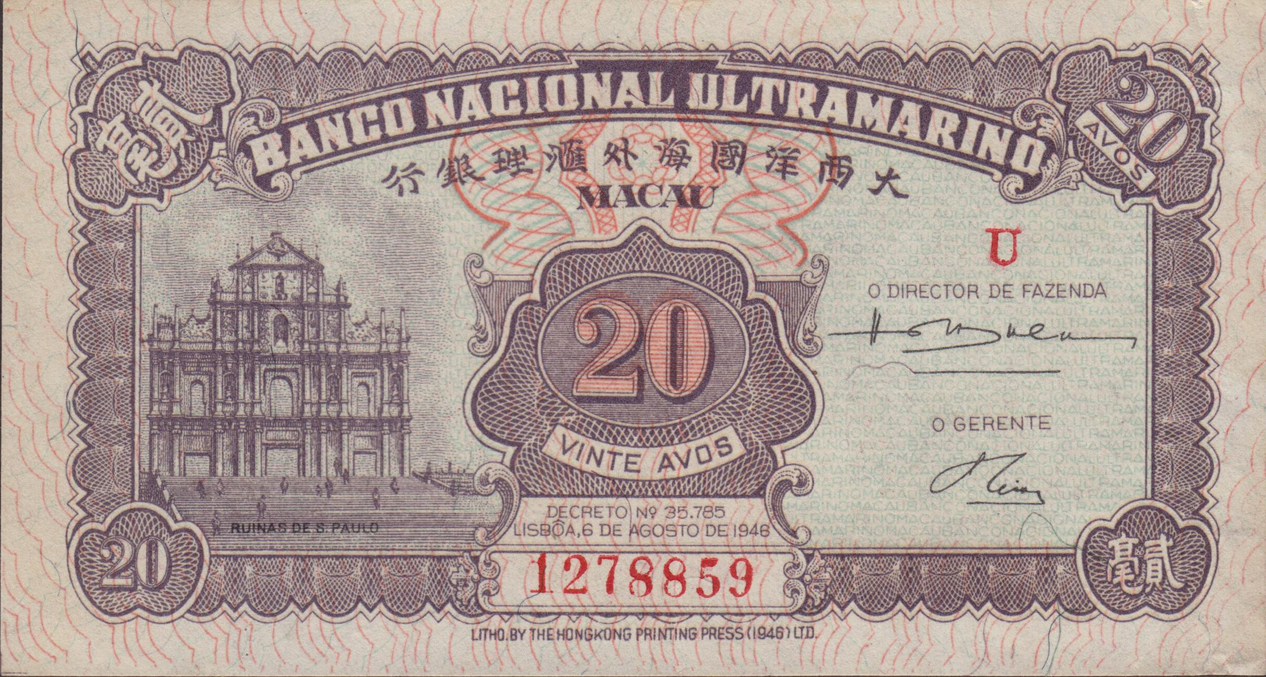 貳毫
BANCO NACIONAL ULTRAMARINO
20
AVOS
大西洋國海外滙理銀行
MACAU
U
O DIRECTOR DE FAZENDA
20
VINTE AVOS
O GERENTE
RUINAS DE S. PAULO
DECRETO Nº 35.785
LISBÔA, 6 DE AGOSTO DE 1946
20
1278859
貳毫
LITHO. BY THE HONGKONG PRINTING PRESS (1946) LTD.